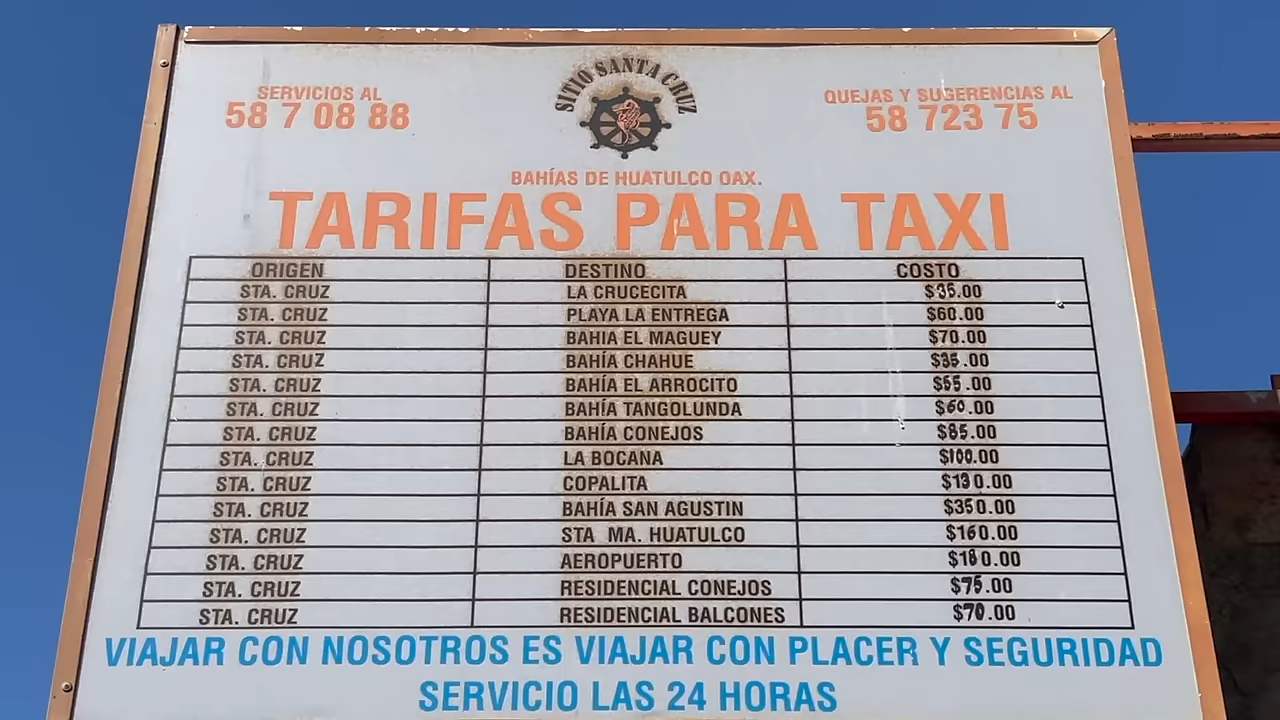 SITIO SANTA CRUZ
SERVICIOS AL
58 7 08 88
QUEJAS Y SUGERENCIAS AL
58 723 75
BAHÍAS DE HUATULCO OAX.
TARIFAS PARA TAXI
ORIGEN DESTINO COSTO
STA. CRUZ LA CRUCECITA $35.00
STA. CRUZ PLAYA LA ENTREGA $60.00
STA. CRUZ BAHIA EL MAGUEY $70.00
STA. CRUZ BAHÍA CHAHUE $35.00
STA. CRUZ BAHÍA EL ARROCITO $55.00
STA. CRUZ BAHÍA TANGOLUNDA $60.00
STA. CRUZ BAHÍA CONEJOS $85.00
STA. CRUZ LA BOCANA $100.00
STA. CRUZ COPALITA $130.00
STA. CRUZ BAHÍA SAN AGUSTIN $350.00
STA. CRUZ STA MA. HUATULCO $160.00
STA. CRUZ AEROPUERTO $180.00
STA. CRUZ RESIDENCIAL CONEJOS $75.00
STA. CRUZ RESIDENCIAL BALCONES $70.00
VIAJAR CON NOSOTROS ES VIAJAR CON PLACER Y SEGURIDAD
SERVICIO LAS 24 HORAS